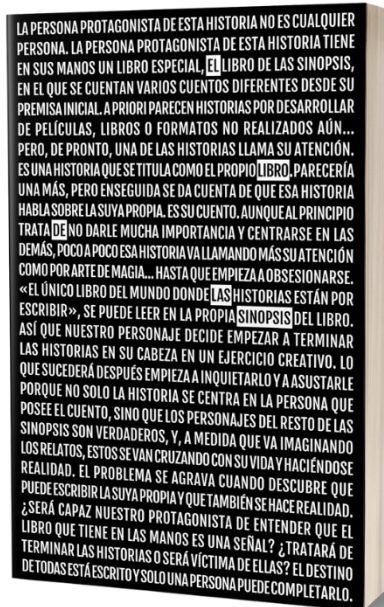 LA PERSONA PROTAGONISTA DE ESTA HISTORIA NO ES CUALQUIER
PERSONA. LA PERSONA PROTAGONISTA DE ESTA HISTORIA TIENE
EN SUS MANOS UN LIBRO ESPECIAL, EL LIBRO DE LAS SINOPSIS,
EN EL QUE SE CUENTAN VARIOS CUENTOS DIFERENTES DESDE SU
PREMISA INICIAL. A PRIORI PARECEN HISTORIAS POR DESARROLLAR
DE PELÍCULAS, LIBROS O FORMATOS NO REALIZADOS AÚN...
PERO, DE PRONTO, UNA DE LAS HISTORIAS LLAMA SU ATENCIÓN.
ES UNA HISTORIA QUE SE TITULA COMO EL PROPIO LIBRO. PARECERÍA
UNA MÁS, PERO ENSEGUIDA SE DA CUENTA DE QUE ESA HISTORIA
HABLA SOBRE LA SUYA PROPIA. ES SU CUENTO. AUNQUE AL PRINCIPIO
TRATA DE NO DARLE MUCHA IMPORTANCIA Y CENTRARSE EN LAS
DEMÁS, POCO A POCO ESA HISTORIA VA LLAMANDO MÁS SU ATENCIÓN
COMO POR ARTE DE MAGIA... HASTA QUE EMPIEZA A OBSESIONARSE.
«EL ÚNICO LIBRO DEL MUNDO DONDE LAS HISTORIAS ESTÁN POR
ESCRIBIR», SE PUEDE LEER EN LA PROPIA SINOPSIS DEL LIBRO.
ASÍ QUE NUESTRO PERSONAJE DECIDE EMPEZAR A TERMINAR
LAS HISTORIAS EN SU CABEZA EN UN EJERCICIO CREATIVO. LO
QUE SUCEDERÁ DESPUÉS EMPIEZA A INQUIETARLO Y A ASUSTARLE
PORQUE NO SOLO LA HISTORIA SE CENTRA EN LA PERSONA QUE
POSEE EL CUENTO, SINO QUE LOS PERSONAJES DEL RESTO DE LAS
SINOPSIS SON VERDADEROS, Y, A MEDIDA QUE VA IMAGINANDO
LOS RELATOS, ESTOS SE VAN CRUZANDO CON SU VIDA Y HACIÉNDOSE
REALIDAD. EL PROBLEMA SE AGRAVA CUANDO DESCUBRE QUE
PUEDE ESCRIBIR LA SUYA PROPIA Y QUE TAMBIÉN SE HACE REALIDAD.
¿SERÁ CAPAZ NUESTRO PROTAGONISTA DE ENTENDER QUE EL
LIBRO QUE TIENE EN LAS MANOS ES UNA SEÑAL? ¿TRATARÁ DE
TERMINAR LAS HISTORIAS O SERÁ VÍCTIMA DE ELLAS? EL DESTINO
DE TODAS ESTÁ ESCRITO Y SOLO UNA PERSONA PUEDE COMPLETARLO.